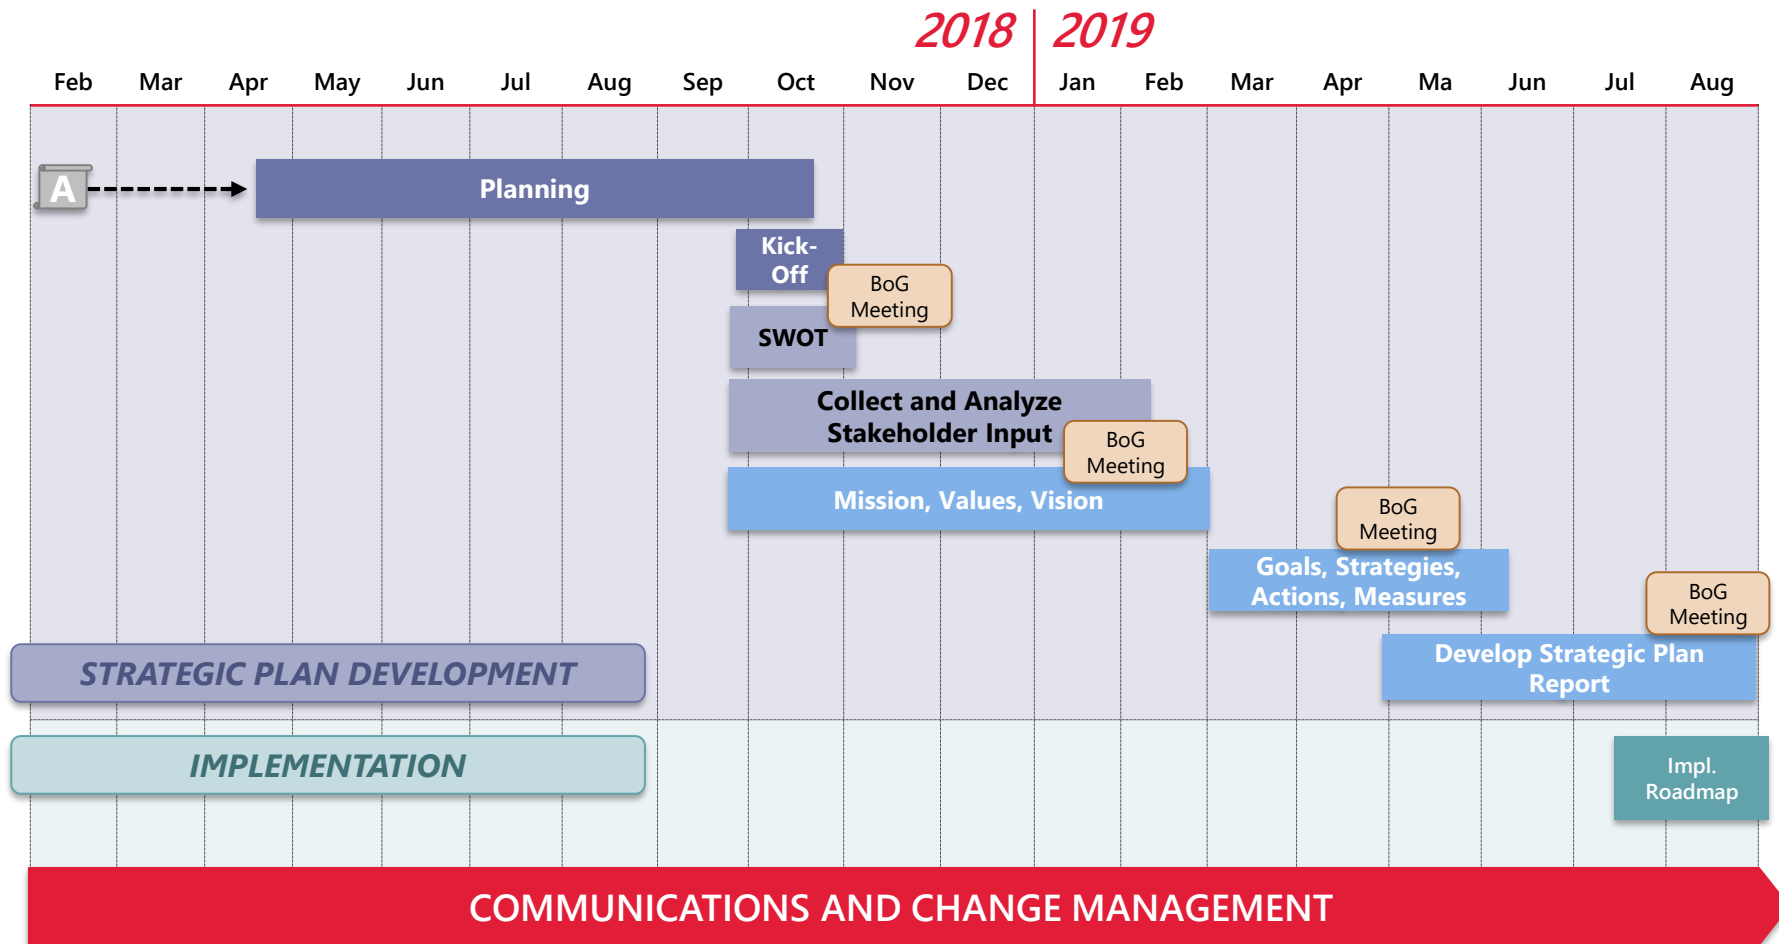 2018 2019
Feb Mar Apr May Jun Jul Aug Sep Oct Nov Dec Jan Feb Mar Apr Ma Jun Jul Aug
A
Planning
Kick-
Off
BoG
Meeting
SWOT
Collect and Analyze
Stakeholder Input
BoG
Meeting
Mission, Values, Vision
BoG
Meeting
Goals, Strategies,
Actions, Measures
BoG
Meeting
STRATEGIC PLAN DEVELOPMENT
Develop Strategic Plan
Report
IMPLEMENTATION
Impl.
Roadmap
COMMUNICATIONS AND CHANGE MANAGEMENT